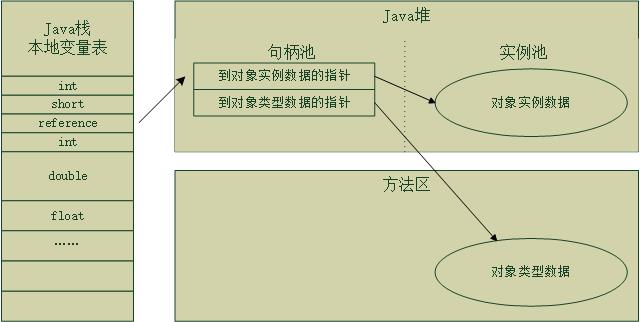 Java栈
本地变量表
int
short
reference
int
double
float
……
Java堆
句柄池
实例池
到对象实例数据的指针
到对象类型数据的指针
对象实例数据
方法区
对象类型数据